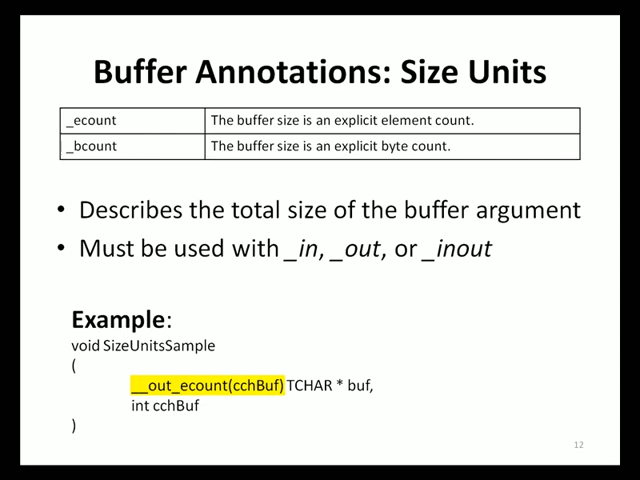 Buffer Annotations: Size Units
_ecount The buffer size is an explicit element count.
_bcount The buffer size is an explicit byte count.
• Describes the total size of the buffer argument
• Must be used with _in, _out, or _inout
Example:
void SizeUnitsSample
(
__out_ecount(cchBuf) TCHAR * buf,
int cchBuf
)
12